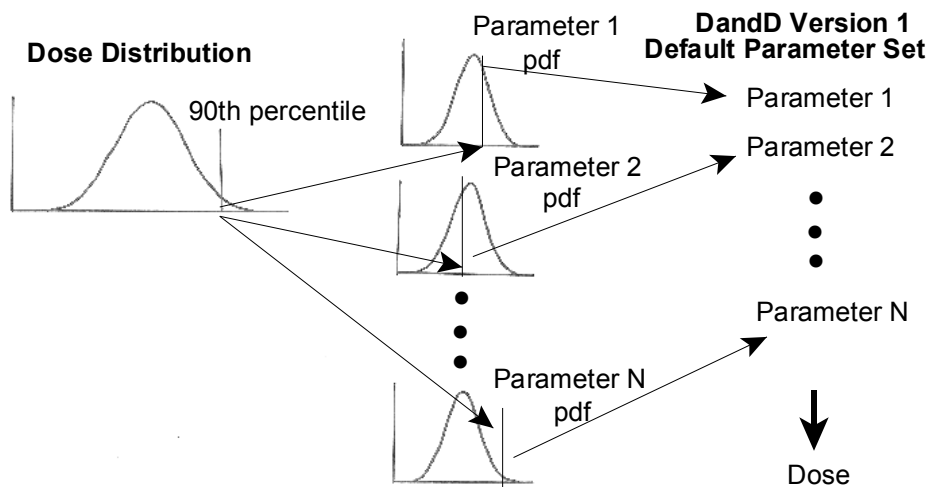 Dose Distribution
90th percentile
Parameter 1
pdf
Parameter 2
pdf
Parameter N
pdf
DandD Version 1
Default Parameter Set
Parameter 1
Parameter 2
Parameter N
Dose